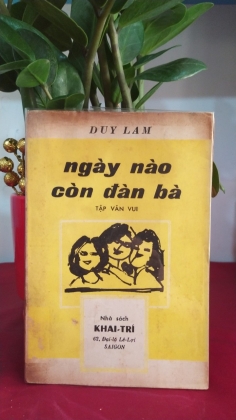 DUY LAM
ngày nào
còn đàn bà
TẬP VĂN VUI
Nhà sách
KHAI-TRÍ
62, Đại-lộ Lê-Lợi
SAIGON